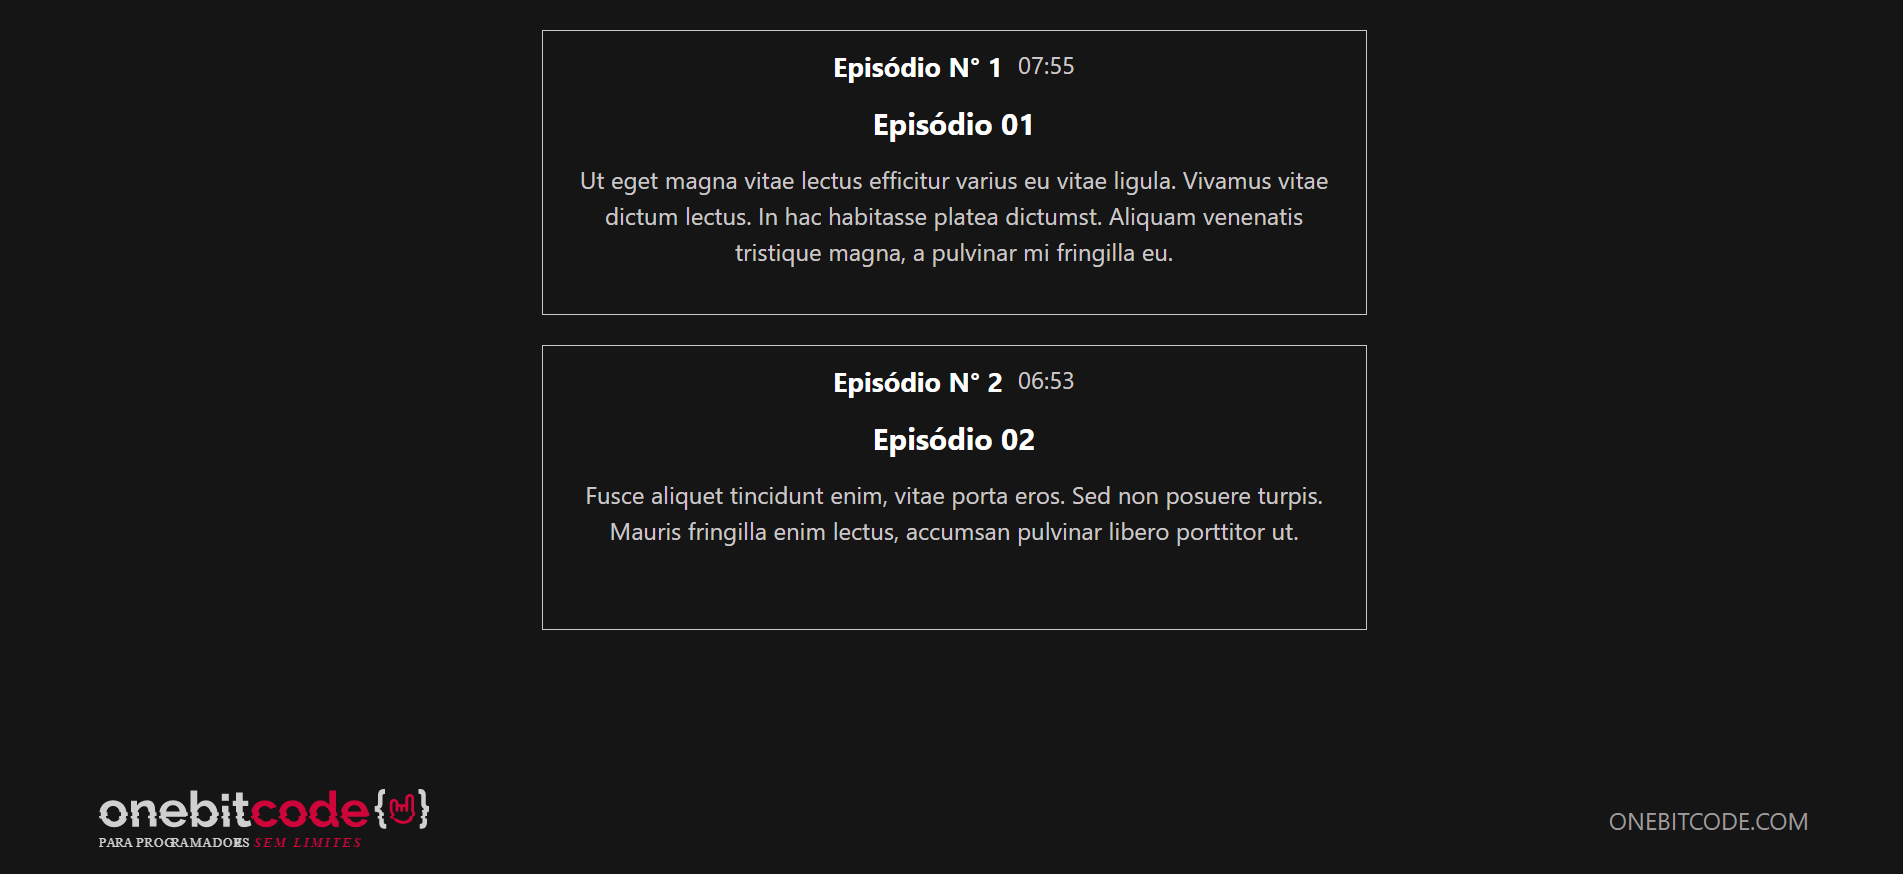 Episódio N° 1 07:55
Episódio 01
Ut eget magna vitae lectus efficitur varius eu vitae ligula. Vivamus vitae
dictum lectus. In hac habitasse platea dictumst. Aliquam venenatis
tristique magna, a pulvinar mi fringilla eu.
Episódio N° 2 06:53
Episódio 02
Fusce aliquet tincidunt enim, vitae porta eros. Sed non posuere turpis.
Mauris fringilla enim lectus, accumsan pulvinar libero porttitor ut.
onebitcode{}
PARA PROGRAMADORES SEM LIMITES
ONEBITCODE.COM